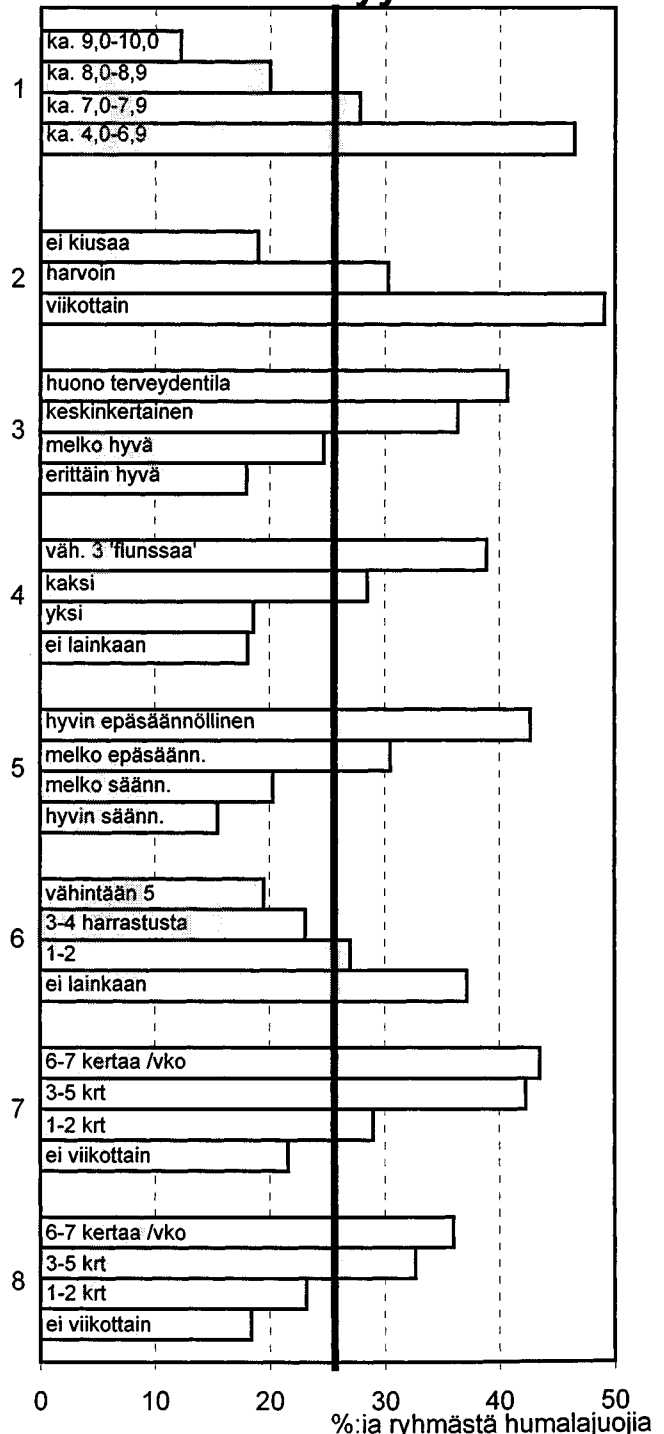 1
ka. 9,0-10,0
ka. 8,0-8,9
ka. 7,0-7,9
ka. 4,0-6,9
2
ei kiusaa
harvoin
viikottain
3
huono terveydentila
keskinkertainen
melko hyvä
erittäin hyvä
4
väh. 3 'flunssaa'
kaksi
yksi
ei lainkaan
5
hyvin epäsäännöllinen
melko epäsäänn.
melko säänn.
hyvin säänn.
6
vähintään 5
3-4 harrastusta
1-2
ei lainkaan
7
6-7 kertaa /vko
3-5 krt
1-2 krt
ei viikottain
8
6-7 kertaa /vko
3-5 krt
1-2 krt
ei viikottain
0 10 20 30 40 50
%:ja ryhmästä humalajuojia